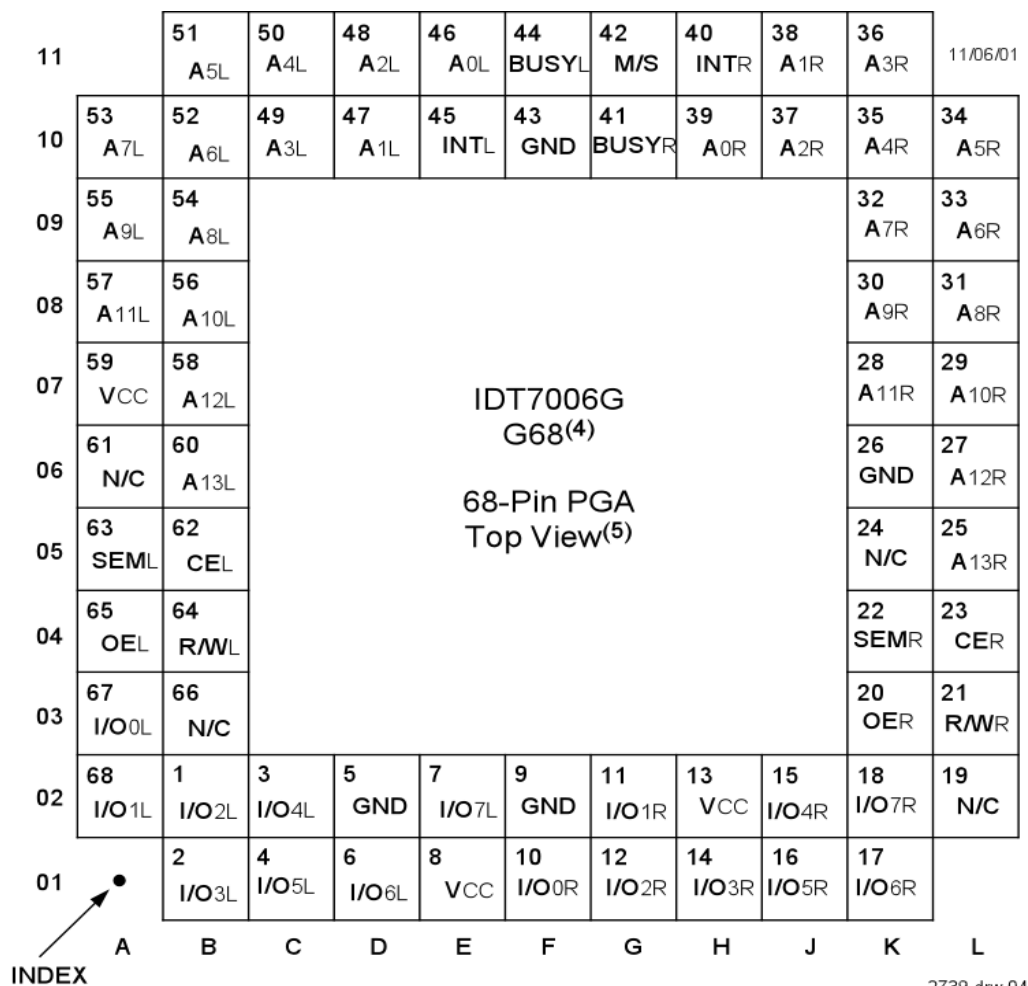 11 51 50 48 46 44 42 40 38 36 11/06/01
A5L A4L A2L A0L BUSYL M/S INTR A1R A3R
10 53 52 49 47 45 43 41 39 37 35 34
A7L A6L A3L A1L INTL GND BUSYR A0R A2R A4R A5R
09 55 54 32 33
A9L A8L A7R A6R
08 57 56 30 31
A11L A10L A9R A8R
07 59 58 28 29
VCC A12L A11R A10R
IDT7006G
G68(4)
06 61 60 26 27
N/C A13L GND A12R
68-Pin PGA
Top View(5)
05 63 62 24 25
SEML CEL N/C A13R
04 65 64 22 23
OEL R/WL SEMR CER
03 67 66 20 21
I/O0L N/C OER R/WR
02 68 1 3 5 7 9 11 13 15 18 19
I/O1L I/O2L I/O4L GND I/O7L GND I/O1R VCC I/O4R I/O7R N/C
01 2 4 6 8 10 12 14 16 17
I/O3L I/O5L I/O6L VCC I/O0R I/O2R I/O3R I/O5R I/O6R
A B C D E F G H J K L
INDEX